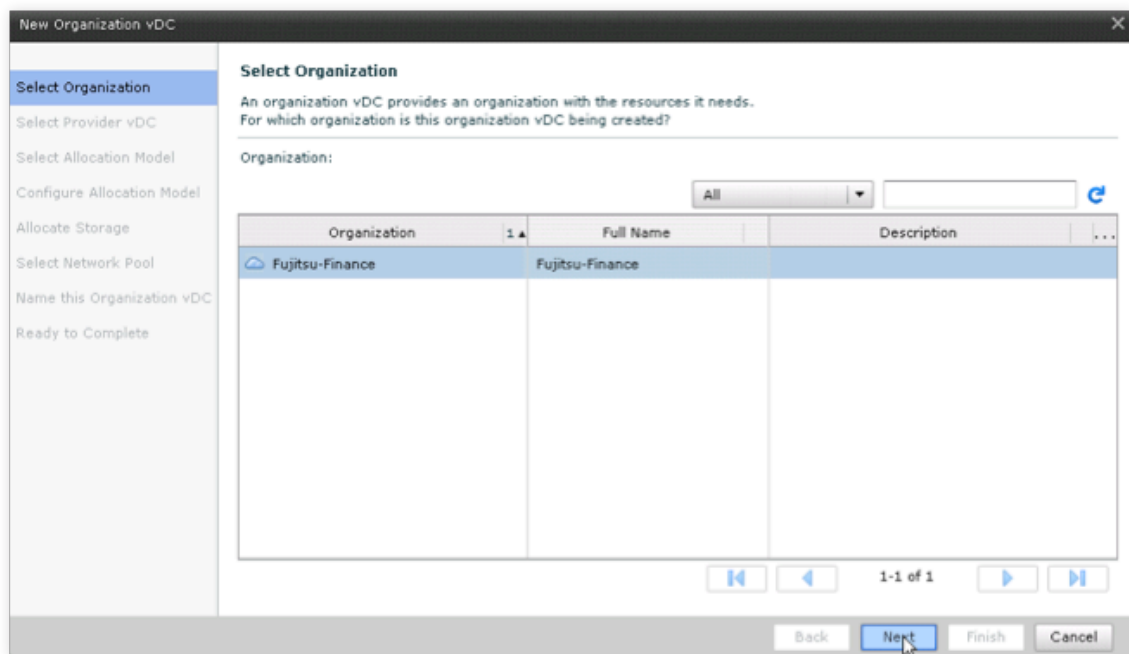 New Organization vDC
Select Organization
Select Provider vDC
Select Allocation Model
Configure Allocation Model
Allocate Storage
Select Network Pool
Name this Organization vDC
Ready to Complete
Select Organization
An organization vDC provides an organization with the resources it needs.
For which organization is this organization vDC being created?
Organization:
All
Organization 1 Full Name Description ...
Fujitsu-Finance Fujitsu-Finance
1-1 of 1
Back Next Finish Cancel